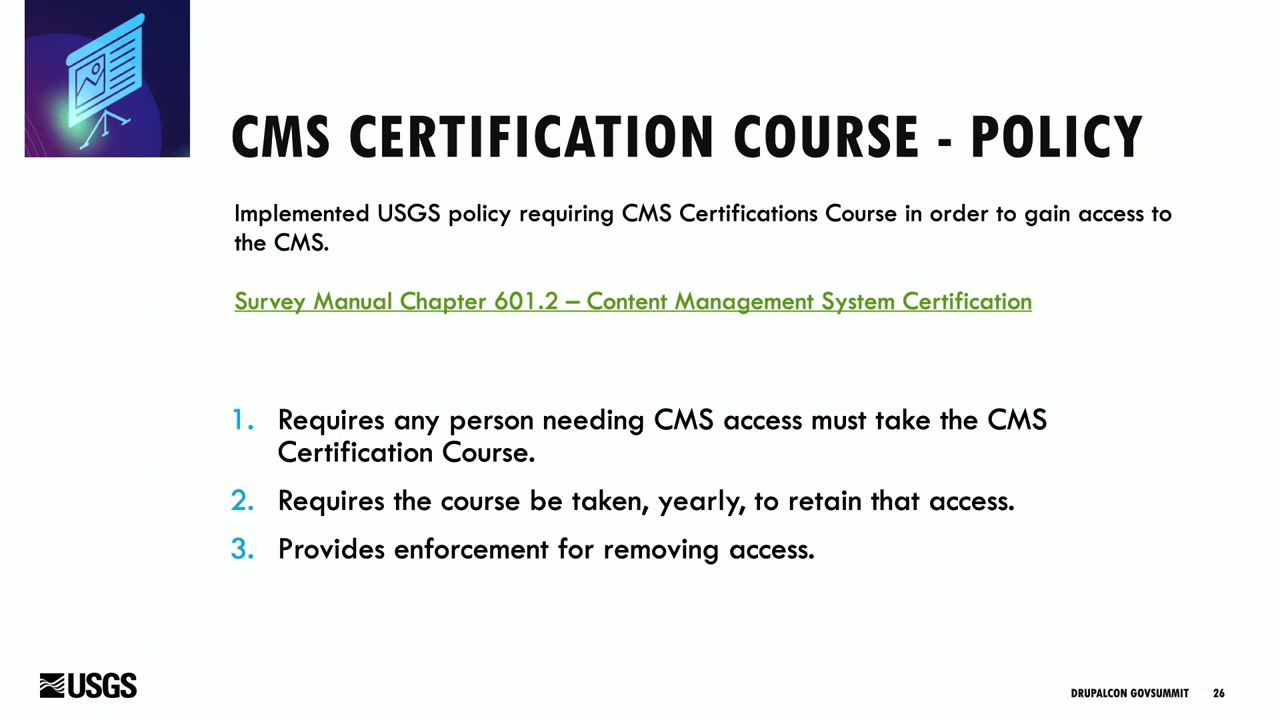 CMS CERTIFICATION COURSE - POLICY
Implemented USGS policy requiring CMS Certifications Course in order to gain access to
the CMS.
Survey Manual Chapter 601.2 – Content Management System Certification
1. Requires any person needing CMS access must take the CMS
Certification Course.
2. Requires the course be taken, yearly, to retain that access.
3. Provides enforcement for removing access.
USGS
DRUPALCON GOVSUMMIT 26